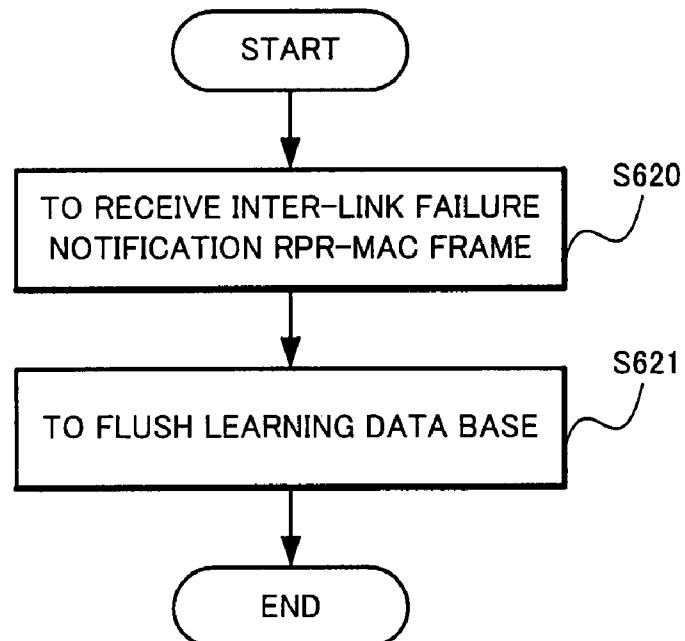 START
S620
TO RECEIVE INTER-LINK FAILURE
NOTIFICATION RPR-MAC FRAME
S621
TO FLUSH LEARNING DATA BASE
END